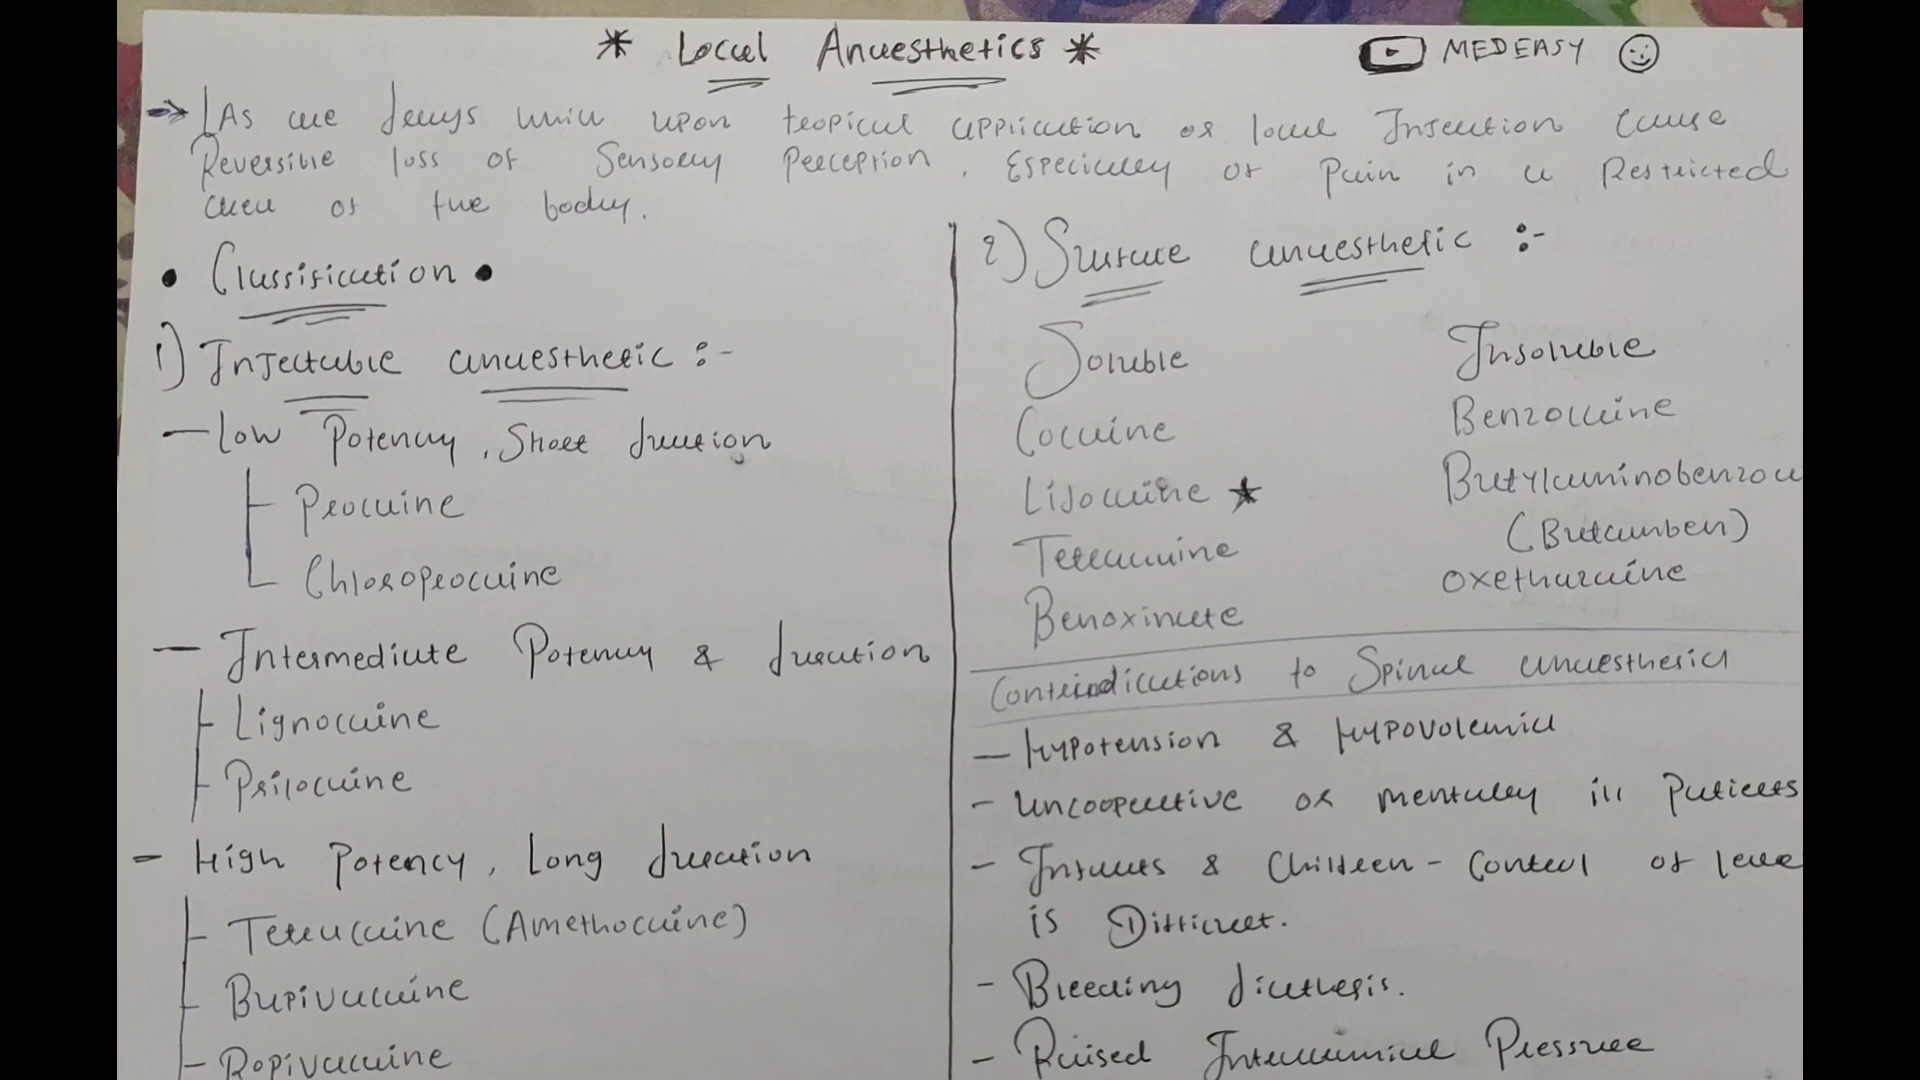 * Local Anaesthetics *
MEDEASY
→ LAs are drugs which upon topical application or local Injection cause
Reversible loss of Sensory Perception, Especially of Pain in a Restricted
area of the body.
• Classification •
1) Injectable anaesthetic :-
— Low Potency, Short duration
Procaine
Chloroprocaine
— Intermediate Potency & duration
Lignocaine
Prilocaine
— High Potency, Long duration
Tetracaine (Amethocaine)
Bupivacaine
Ropivacaine
2) Surface anaesthetic :-
Soluble
Cocaine
Lidocaine ★
Tetracaine
Benoxinate
Insoluble
Benzocaine
Butylaminobenzoa
(Butamben)
Oxethazaine
Contraindications to Spinal anaesthesia
— Hypotension & Hypovolemia
— Uncooperative or mentally ill Patients
— Infants & Children - Control of leve
is Difficult.
— Bleeding diathesis.
— Raised Intracranial Pressure